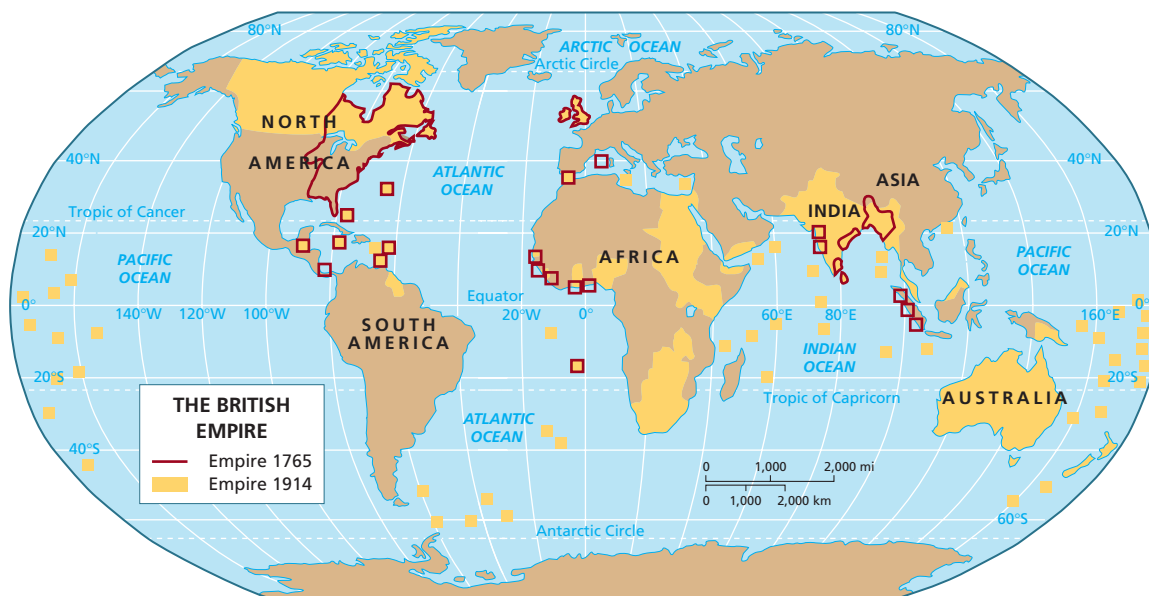 80°N
ARCTIC OCEAN
80°N
Arctic Circle
NORTH
AMERICA
40°N
ATLANTIC
OCEAN
ASIA
40°N
Tropic of Cancer
INDIA
20°N
20°N
PACIFIC
OCEAN
AFRICA
PACIFIC
OCEAN
0°
140°W
120°W
100°W
Equator
20°W
0°
60°E
80°E
160°E
0°
SOUTH
AMERICA
INDIAN
OCEAN
20°S
20°S
Tropic of Capricorn
AUSTRALIA
ATLANTIC
OCEAN
THE BRITISH
EMPIRE
Empire 1765
Empire 1914
40°S
40°S
0 1,000 2,000 mi
0 1,000 2,000 km
60°S
Antarctic Circle